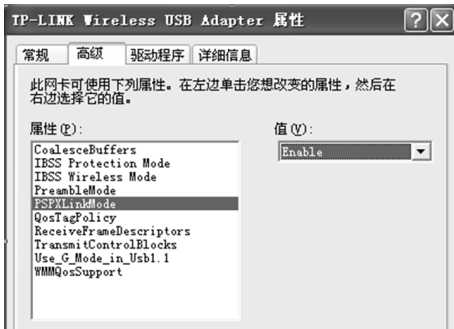 TP-LINK Wireless USB Adapter 属性
常规 高级 驱动程序 详细信息
此网卡可使用下列属性。在左边单击您想改变的属性，然后在
右边选择它的值。
属性(P):
值(V):
CoalesceBuffers
IBSS Protection Mode
IBSS Wireless Mode
PreambleMode
PSPXLinkMode
QosTagPolicy
ReceiveFrameDescriptors
TransmitControlBlocks
Use_G_Mode_in_Usb1.1
WMMQosSupport
Enable